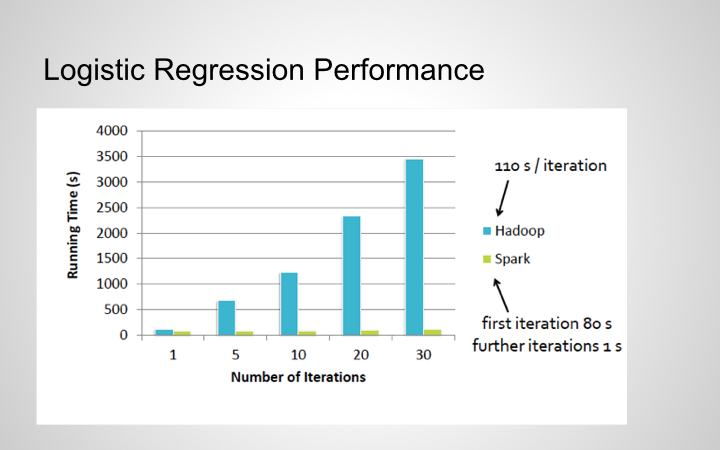 Logistic Regression Performance
4000
3500
3000
2500
2000
1500
1000
500
0
Running Time (s)
1 5 10 20 30
Number of Iterations
110 s / iteration
Hadoop
Spark
first iteration 80 s
further iterations 1 s